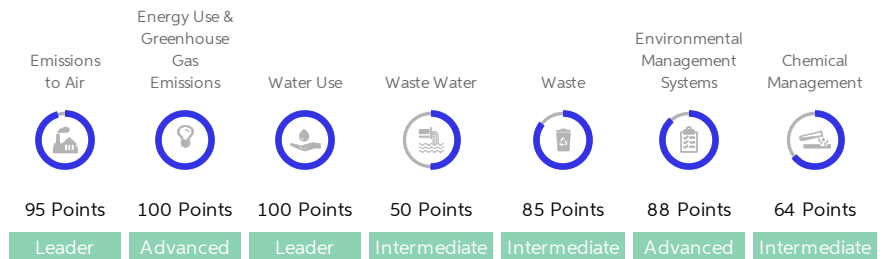 Emissions
to Air
95 Points
Leader
Energy Use &
Greenhouse
Gas
Emissions
100 Points
Advanced
Water Use
100 Points
Leader
Waste Water
50 Points
Intermediate
Waste
85 Points
Intermediate
Environmental
Management
Systems
88 Points
Advanced
Chemical
Management
64 Points
Intermediate